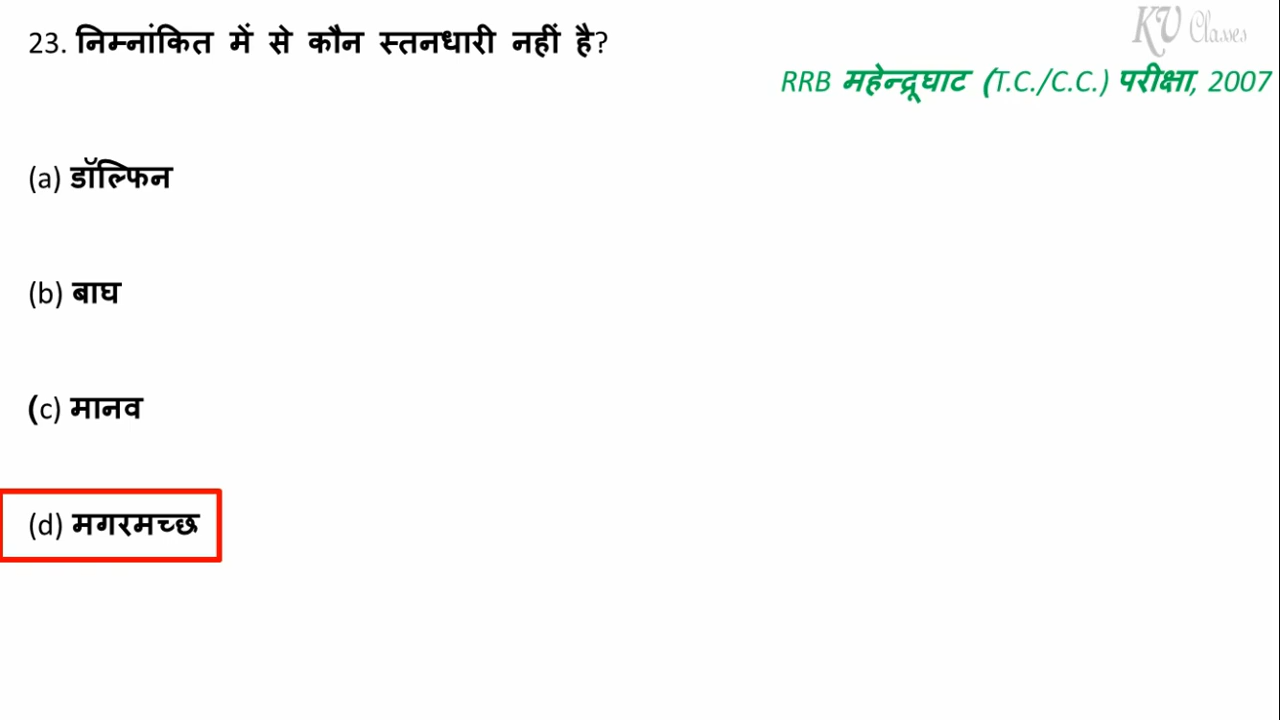 KV Classes
23. निम्नांकित में से कौन स्तनधारी नहीं है?
RRB महेन्द्रूघाट (T.C./C.C.) परीक्षा, 2007
(a) डॉल्फिन
(b) बाघ
(c) मानव
(d) मगरमच्छ